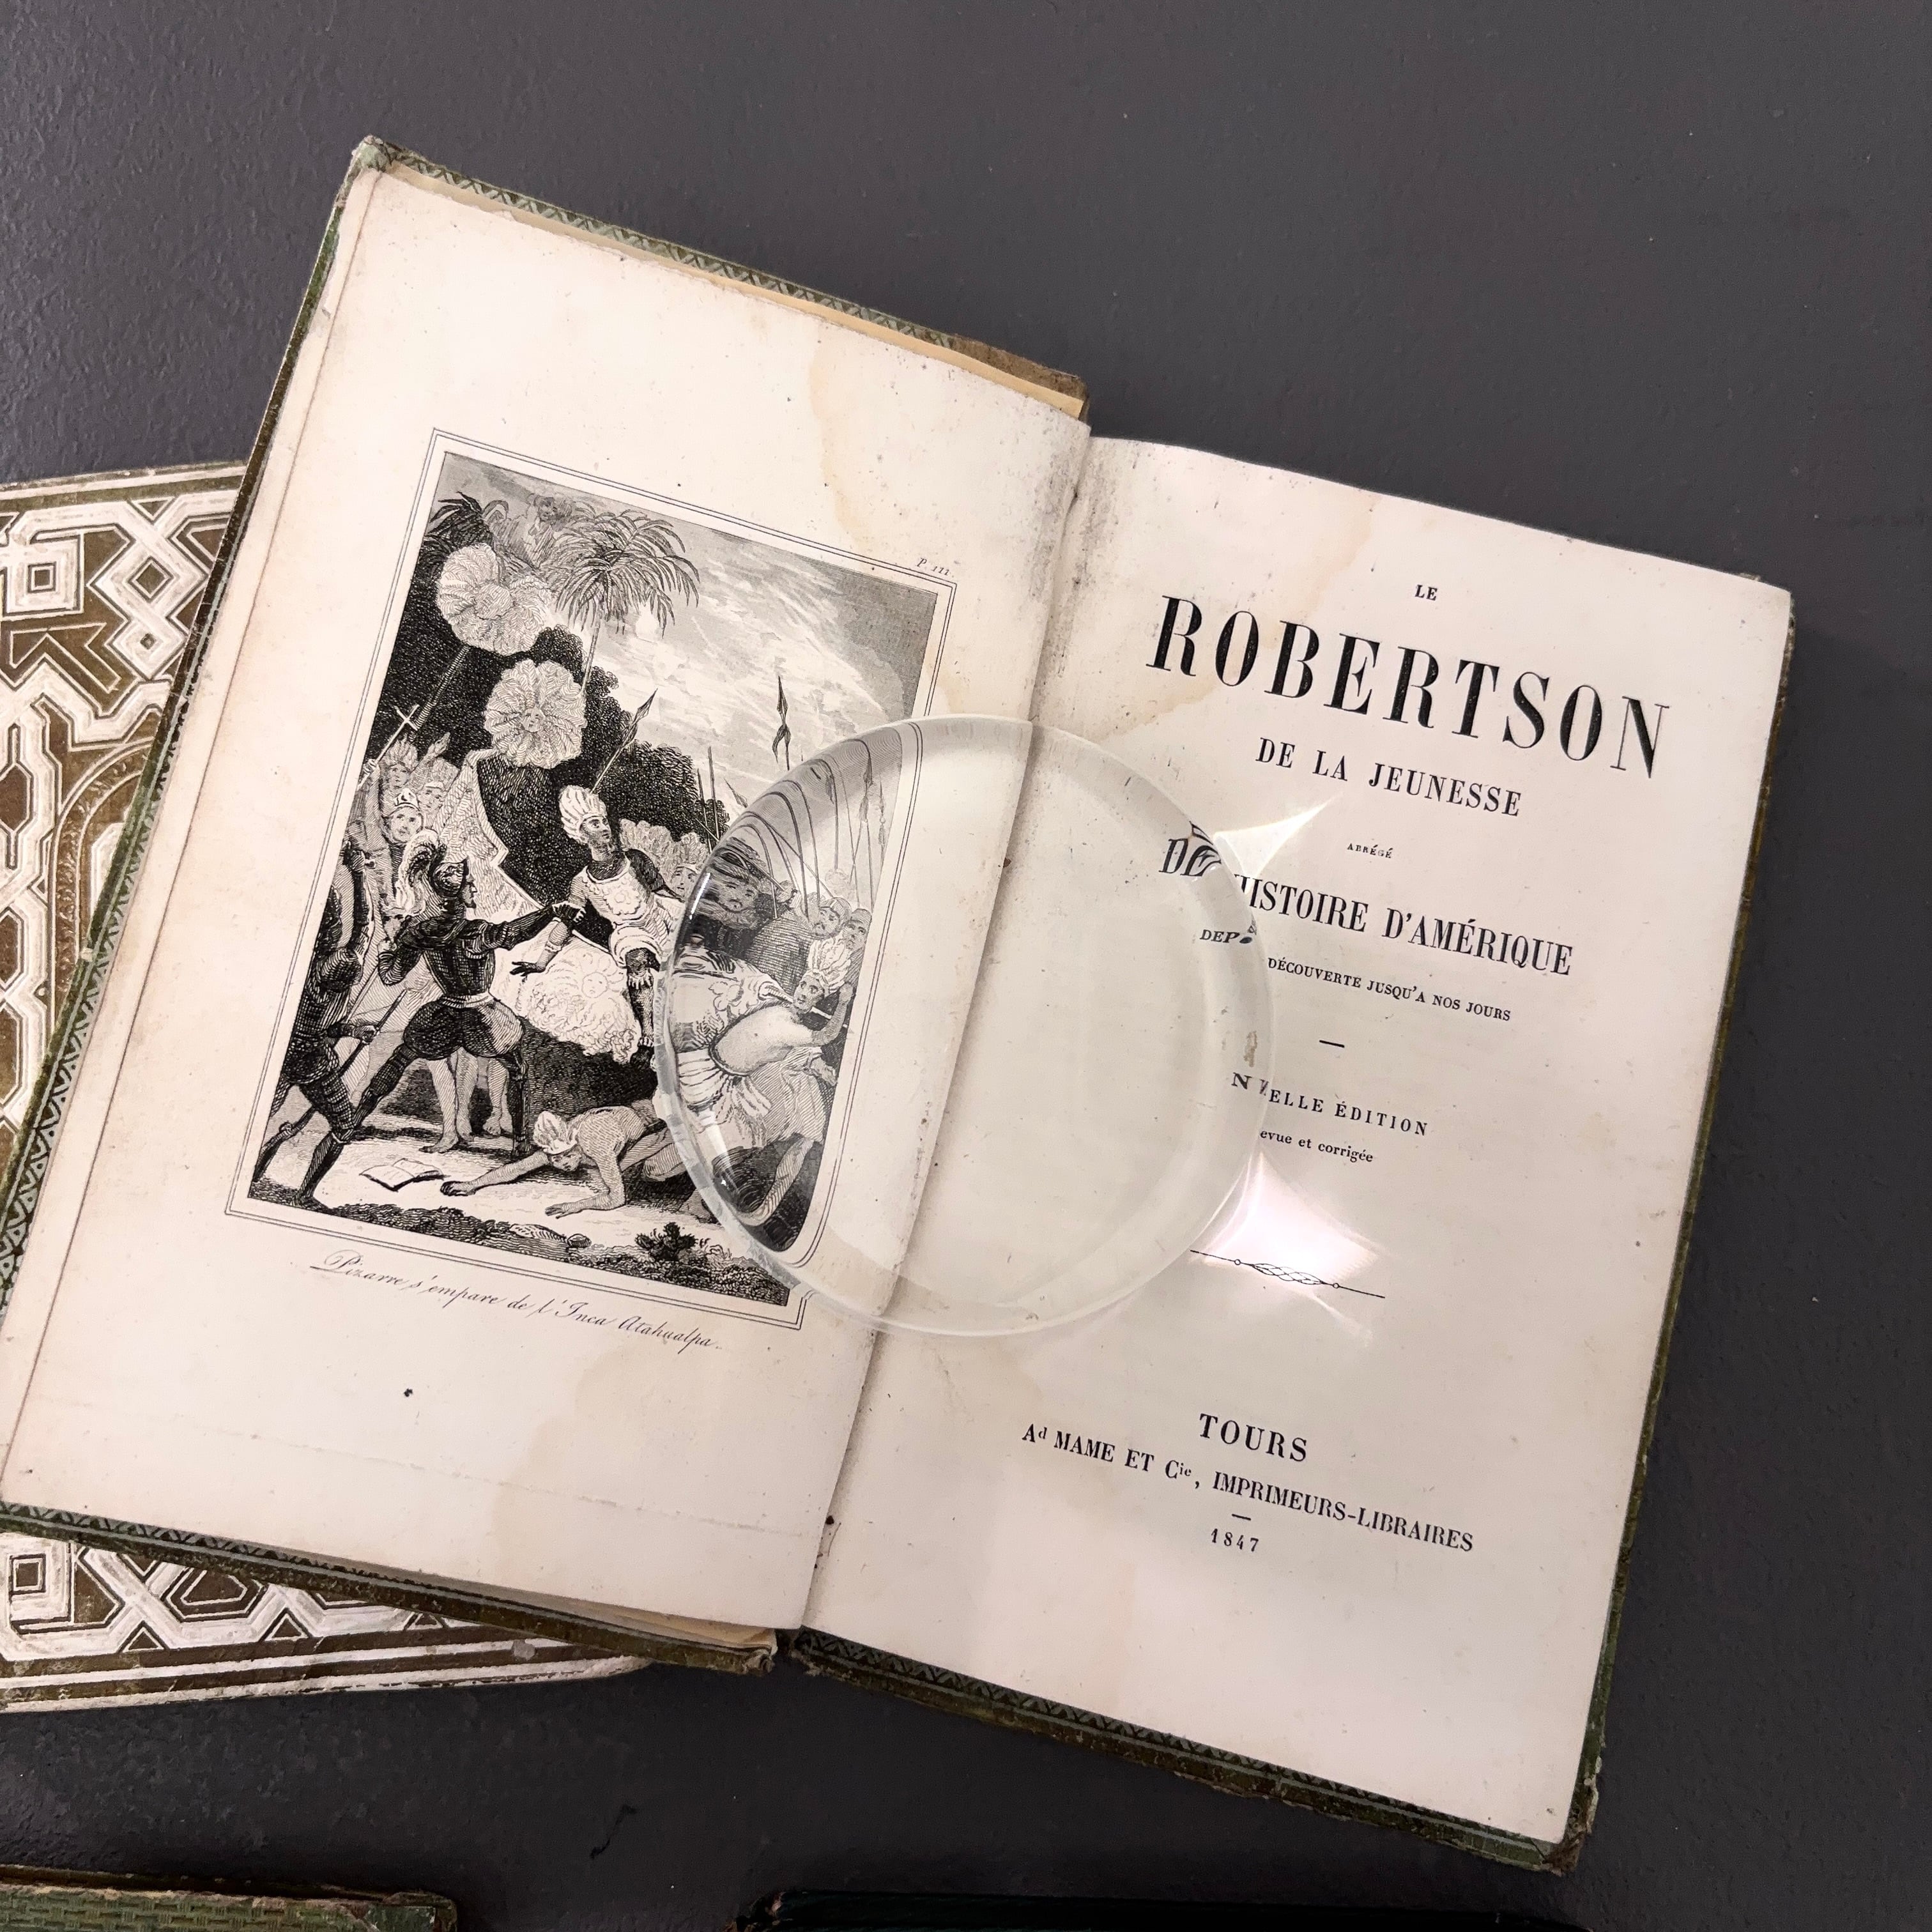 P. 111.
Pizarre s'empare de l'Inca Atahualpa.
LE
ROBERTSON
DE LA JEUNESSE
ABRÉGÉ
HISTOIRE D'AMÉRIQUE
DÉCOUVERTE JUSQU'A NOS JOURS
ÉDITION
et corrigée
TOURS
Ad MAME ET Cie, IMPRIMEURS-LIBRAIRES
1847